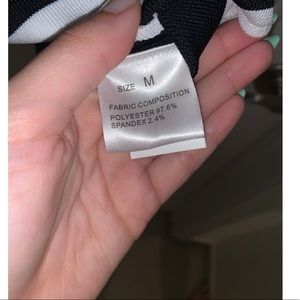 SIZE M
FABRIC COMPOSITION
POLYESTER 97.6%
SPANDEX 2.4%